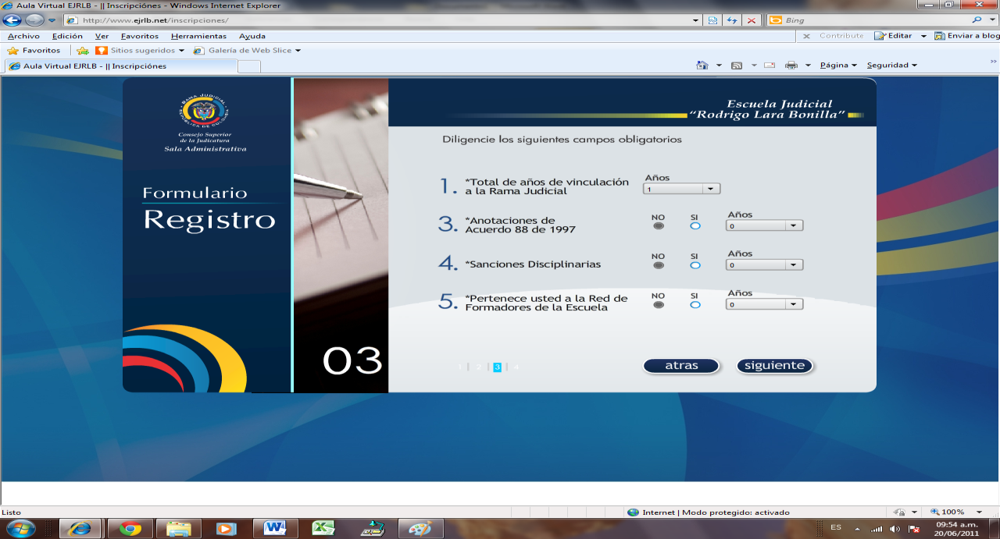 Aula Virtual EJRLB - || Inscripciónes - Windows Internet Explorer
http://www.ejrlb.net/inscripciones/
Bing
Archivo Edición Ver Favoritos Herramientas Ayuda
Contribute Editar Enviar a blog
Favoritos Sitios sugeridos Galería de Web Slice
Aula Virtual EJRLB - || Inscripciónes
Página Seguridad »
RAMA JUDICIAL
REPUBLICA DE COLOMBIA
Consejo Superior
de la Judicatura
Sala Administrativa
Formulario
Registro
03
Escuela Judicial
“Rodrigo Lara Bonilla”
Diligencie los siguientes campos obligatorios
1. *Total de años de vinculación
a la Rama Judicial
Años
1
3. *Anotaciones de
Acuerdo 88 de 1997
NO SI Años
0
4. *Sanciones Disciplinarias
NO SI Años
0
5. *Pertenece usted a la Red de
Formadores de la Escuela
NO SI Años
0
1 | 2 | 3 | 4
atras siguiente
Listo
Internet | Modo protegido: activado
100%
ES
09:54 a.m.
20/06/2011